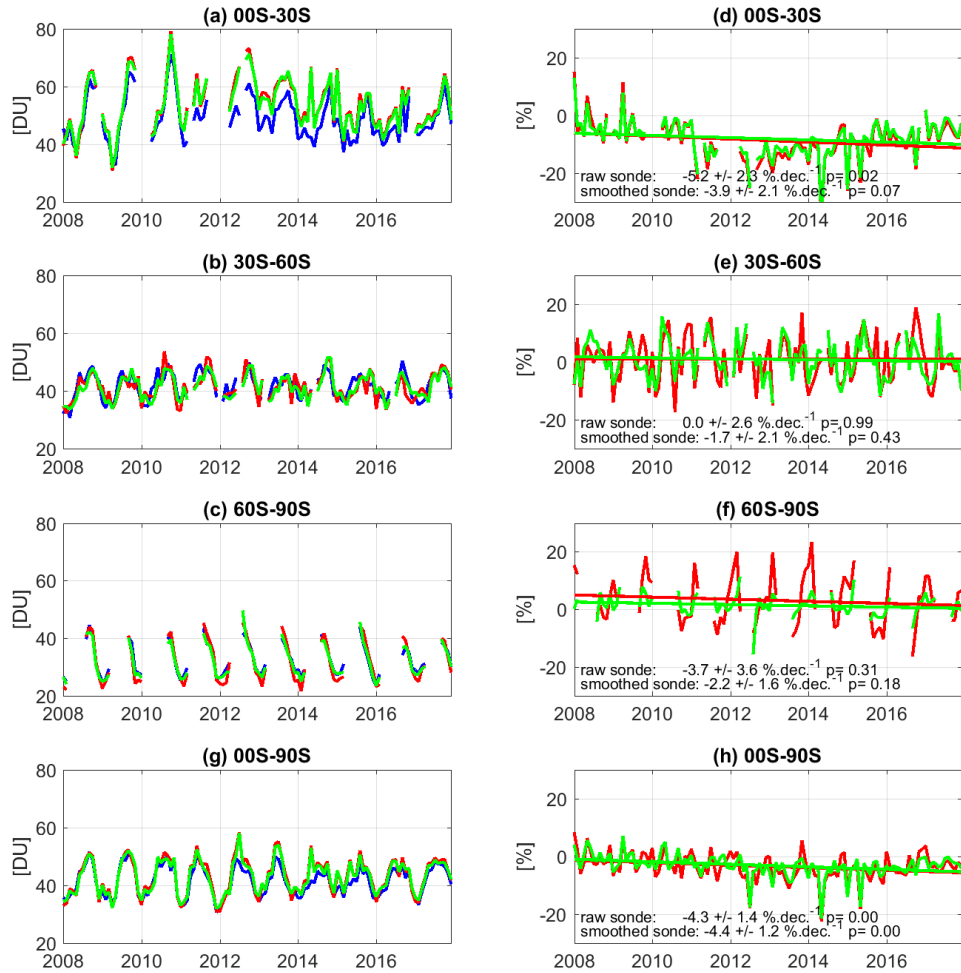 (a) 00S-30S
[DU]
80
60
40
20
2008 2010 2012 2014 2016
(d) 00S-30S
[%]
20
0
-20
raw sonde: -5.2 +/- 2.3 %.dec.-1 p= 0.02
smoothed sonde: -3.9 +/- 2.1 %.dec.-1 p= 0.07
2008 2010 2012 2014 2016
(b) 30S-60S
[DU]
80
60
40
20
2008 2010 2012 2014 2016
(e) 30S-60S
[%]
20
0
-20
raw sonde: 0.0 +/- 2.6 %.dec.-1 p= 0.99
smoothed sonde: -1.7 +/- 2.1 %.dec.-1 p= 0.43
2008 2010 2012 2014 2016
(c) 60S-90S
[DU]
80
60
40
20
2008 2010 2012 2014 2016
(f) 60S-90S
[%]
20
0
-20
raw sonde: -3.7 +/- 3.6 %.dec.-1 p= 0.31
smoothed sonde: -2.2 +/- 1.6 %.dec.-1 p= 0.18
2008 2010 2012 2014 2016
(g) 00S-90S
[DU]
80
60
40
20
2008 2010 2012 2014 2016
(h) 00S-90S
[%]
20
0
-20
raw sonde: -4.3 +/- 1.4 %.dec.-1 p= 0.00
smoothed sonde: -4.4 +/- 1.2 %.dec.-1 p= 0.00
2008 2010 2012 2014 2016